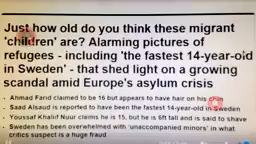 Just how old do you think these migrant
'children' are? Alarming pictures of
refugees - including 'the fastest 14-year-old
in Sweden' - that shed light on a growing
scandal amid Europe's asylum crisis
• Ahmad Farid claimed to be 16 but appears to have hair on his
• Saad Alsaud is reported to have been the fastest 14-year-old in Sweden
• Youssaf Khaliif Nuur claims he is 15, but he is 6ft tall and is said to shave
• Sweden has been overwhelmed with 'unaccompanied minors' in what
critics suspect is a huge fraud